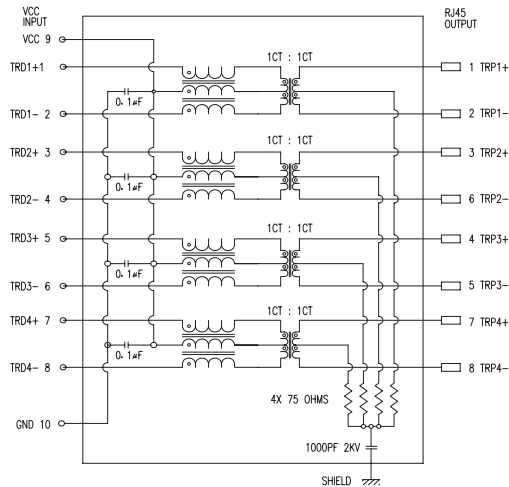 VCC
INPUT
RJ45
OUTPUT
VCC 9
1CT : 1CT
TRD1+1
1 TRP1+
0.1µF
TRD1- 2
2 TRP1-
1CT : 1CT
TRD2+ 3
3 TRP2+
0.1µF
TRD2- 4
6 TRP2-
1CT : 1CT
TRD3+ 5
4 TRP3+
0.1µF
TRD3- 6
5 TRP3-
1CT : 1CT
TRD4+ 7
7 TRP4+
0.1µF
TRD4- 8
8 TRP4-
4X 75 OHMS
GND 10
1000PF 2KV
SHIELD